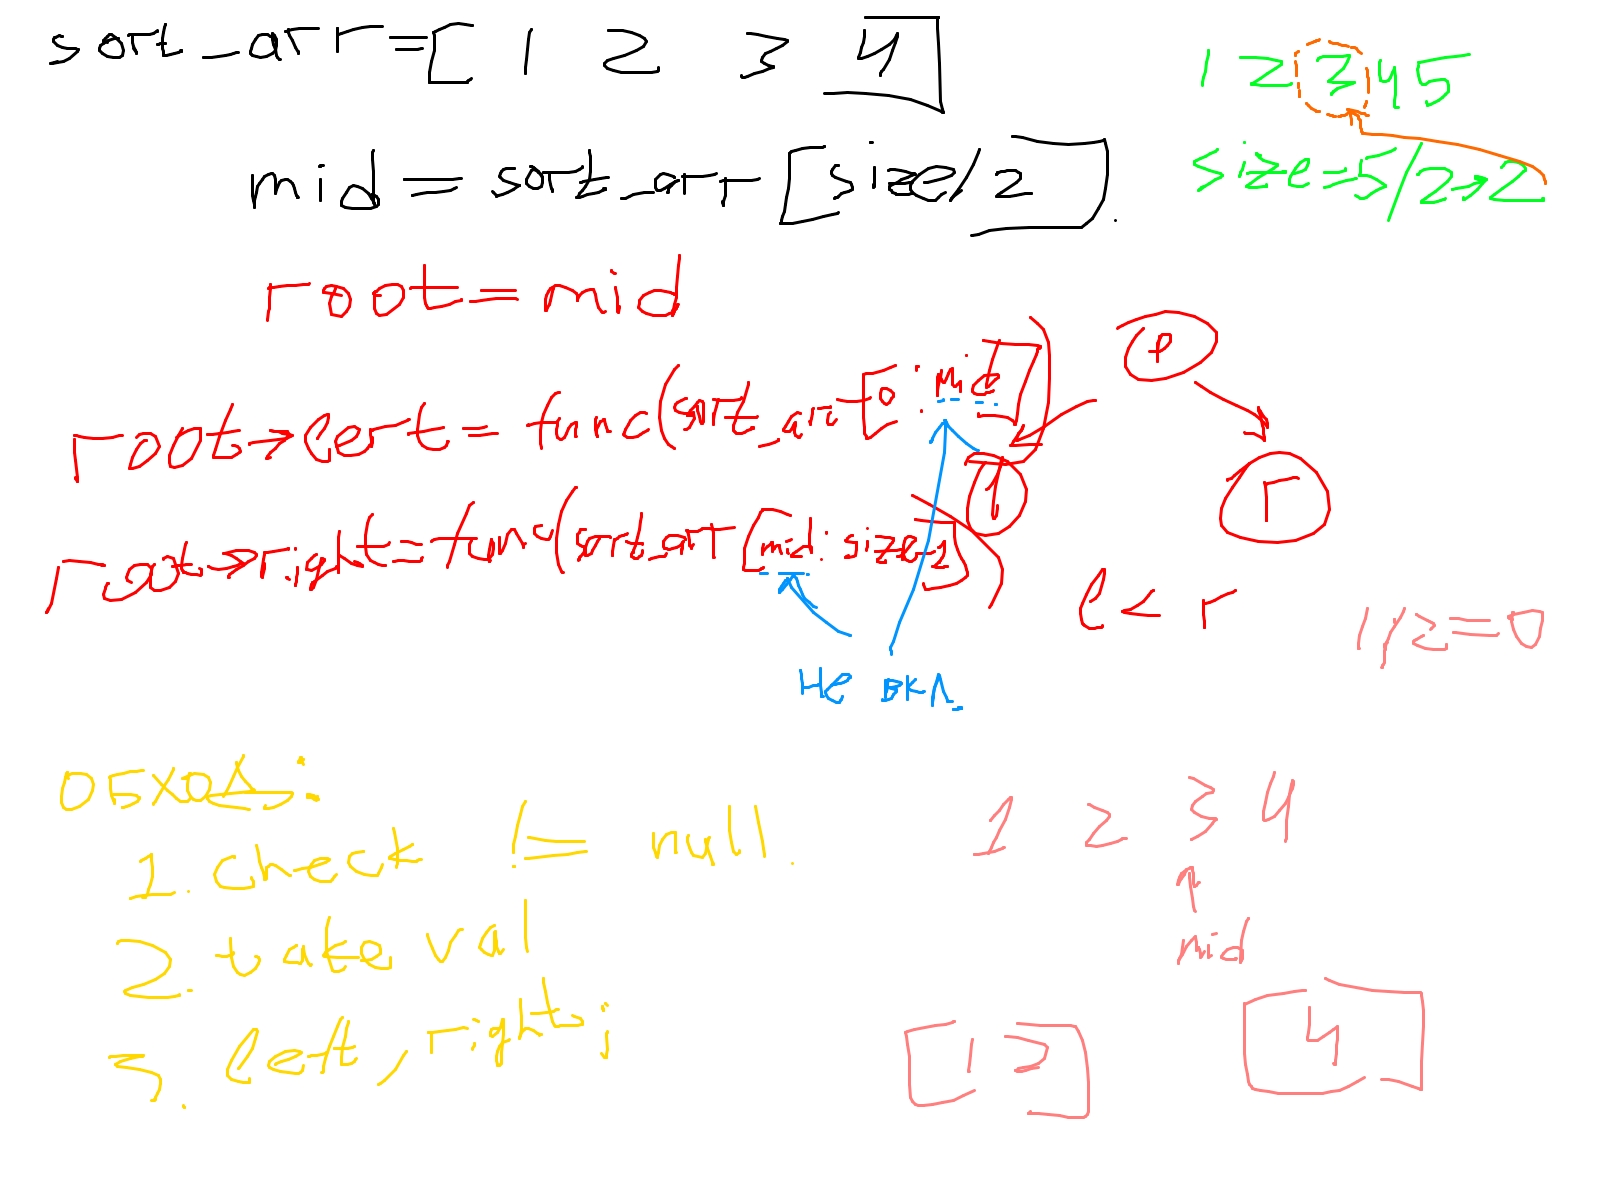 sort_arr=[ 1 2 3 4]
1 2 3 4 5
mid = sort_arr[size/2].
size=5/2→2
root=mid
p
root→left = func(sort_arr[0:mid])
l
r
root→right=func(sort_arr[mid:size-1])
l < r
1/2=0
не вкл.
ОБХОД:
1. check != null.
2. take val
3. left, right;
1 2 3 4
mid
[1 2]
[4]